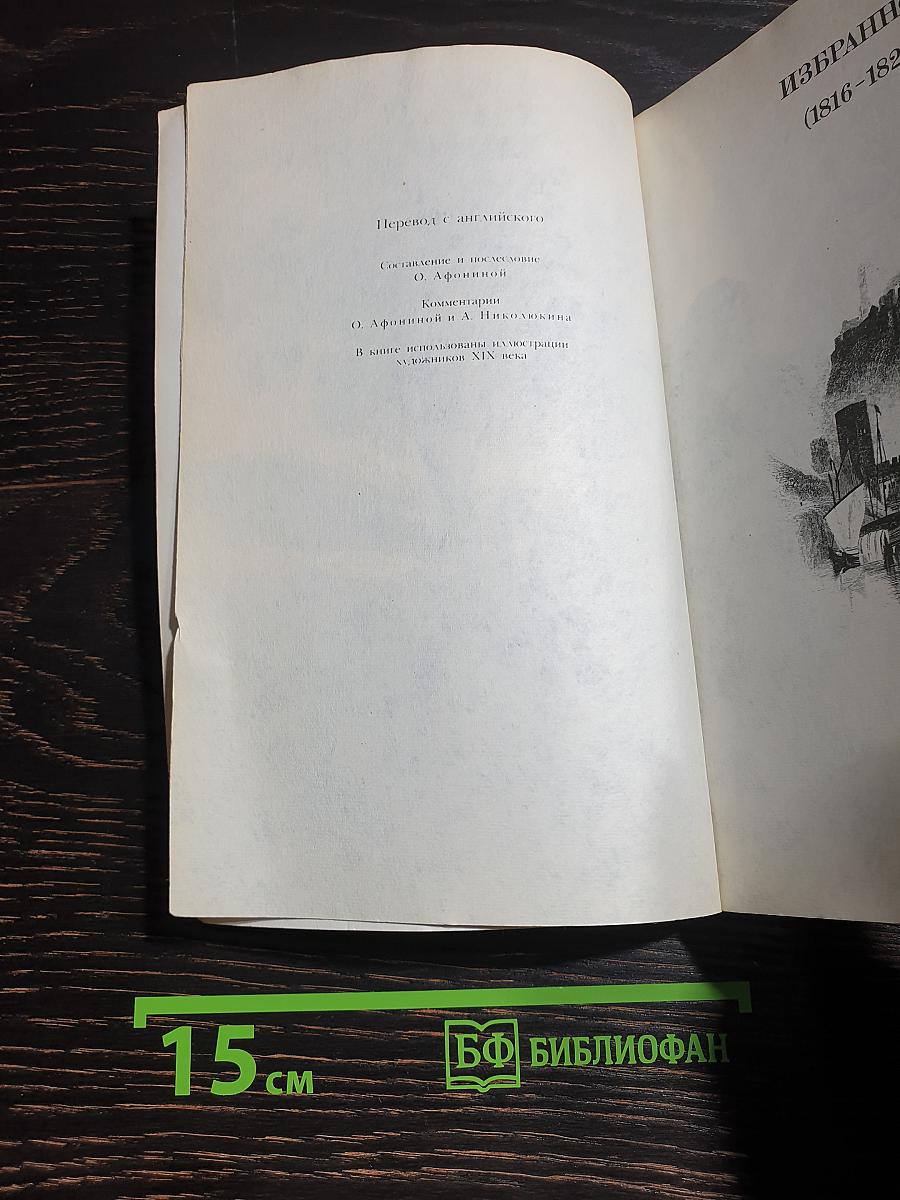 Перевод с английского
Составление и послесловие
О. Афониной
Комментарии
О. Афониной и А. Николюкина
В книге использованы иллюстрации
художников XIX века
(1816-182
15 см
БФ БИБЛИОФАН